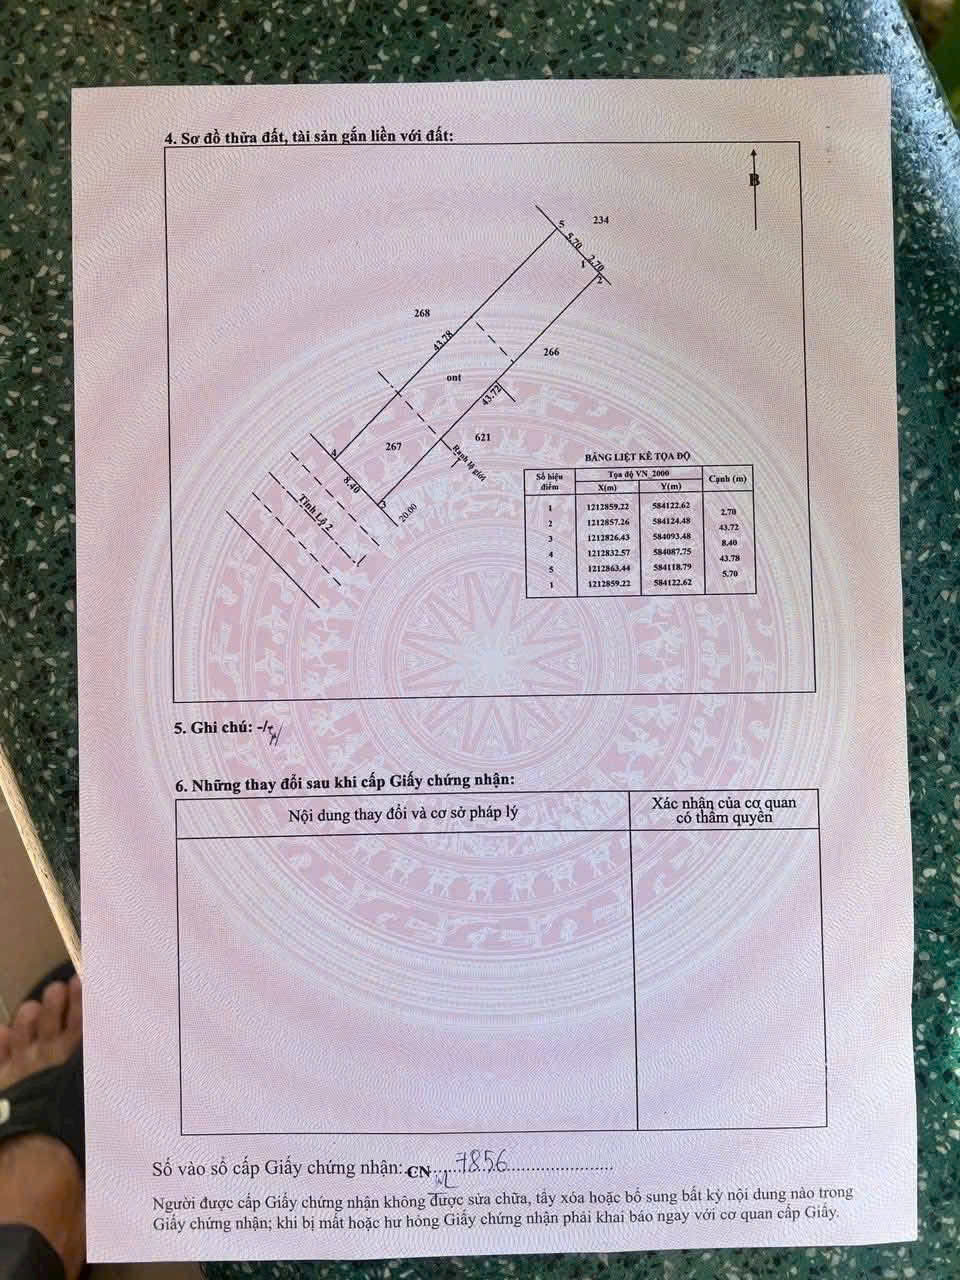 4. Sơ đồ thửa đất, tài sản gắn liền với đất:
B
5
234
5.70
1
2.70
2
268
43.78
266
ont
43.72
267
621
Ranh lộ giới
4
8.40
3
20.00
Tỉnh Lộ 2
BẢNG LIỆT KÊ TỌA ĐỘ
Số hiệu điểm Tọa độ VN_2000 Cạnh (m)
X(m) Y(m)
1 1212859.22 584122.62
2.70
2 1212857.26 584124.48
43.72
3 1212826.43 584093.48
8.40
4 1212832.57 584087.75
43.78
5 1212863.44 584118.79
5.70
1 1212859.22 584122.62
5. Ghi chú: -/-
6. Những thay đổi sau khi cấp Giấy chứng nhận:
Nội dung thay đổi và cơ sở pháp lý
Xác nhận của cơ quan
có thẩm quyền
Số vào sổ cấp Giấy chứng nhận: CN 7856
Người được cấp Giấy chứng nhận không được sửa chữa, tẩy xóa hoặc bổ sung bất kỳ nội dung nào trong
Giấy chứng nhận; khi bị mất hoặc hư hỏng Giấy chứng nhận phải khai báo ngay với cơ quan cấp Giấy.